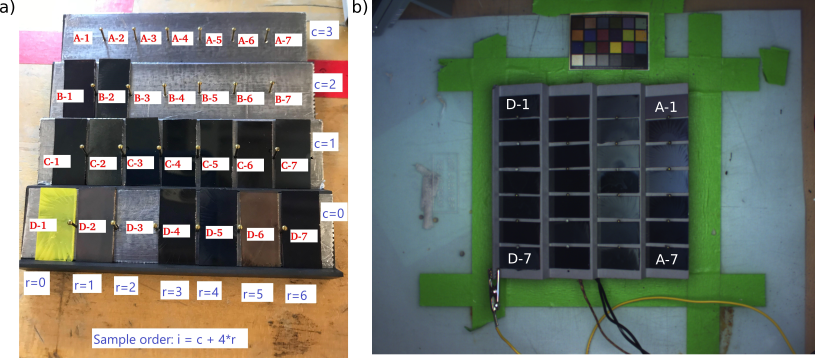 a)
A-1 A-2 A-3 A-4 A-5 A-6 A-7 c=3
B-1 B-2 B-3 B-4 B-5 B-6 B-7 c=2
C-1 C-2 C-3 C-4 C-5 C-6 C-7 c=1
D-1 D-2 D-3 D-4 D-5 D-6 D-7 c=0
r=0 r=1 r=2 r=3 r=4 r=5 r=6
Sample order: i = c + 4*r
b)
D-1 A-1
D-7 A-7